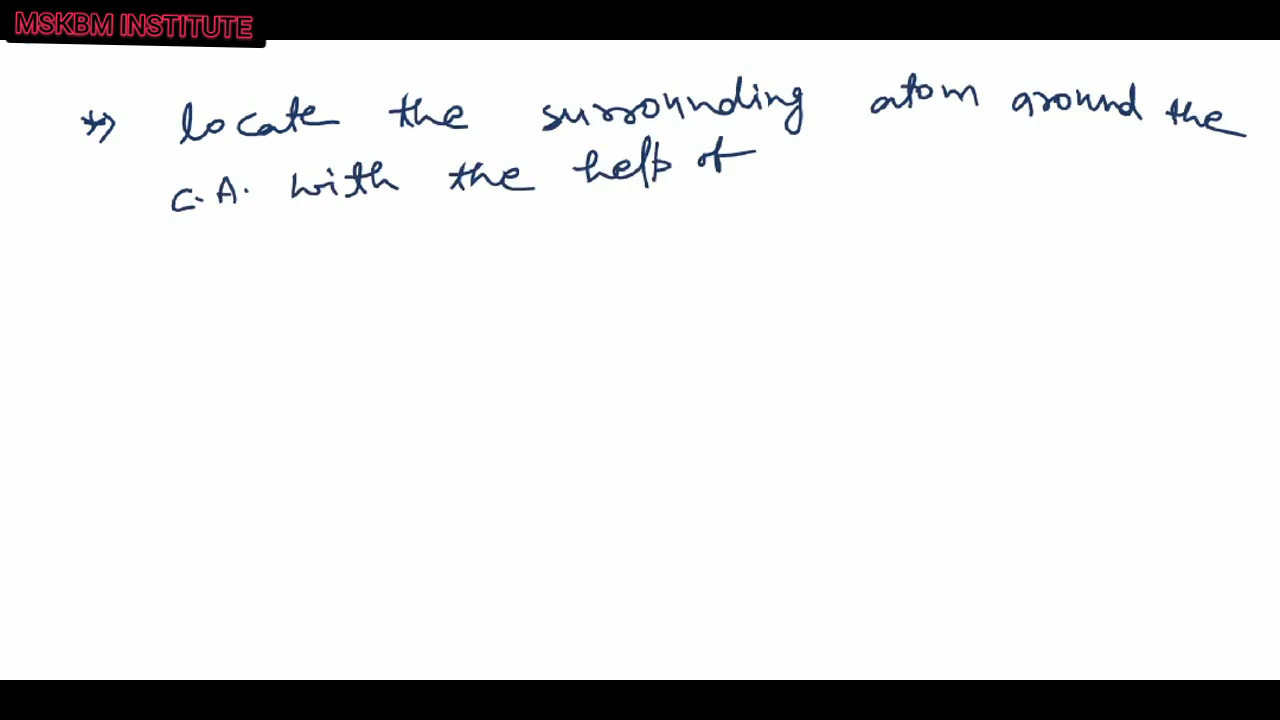 MSKBM INSTITUTE
locate the surrounding atom around the
C.A. with the help of